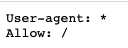 User-agent: *
Allow: /